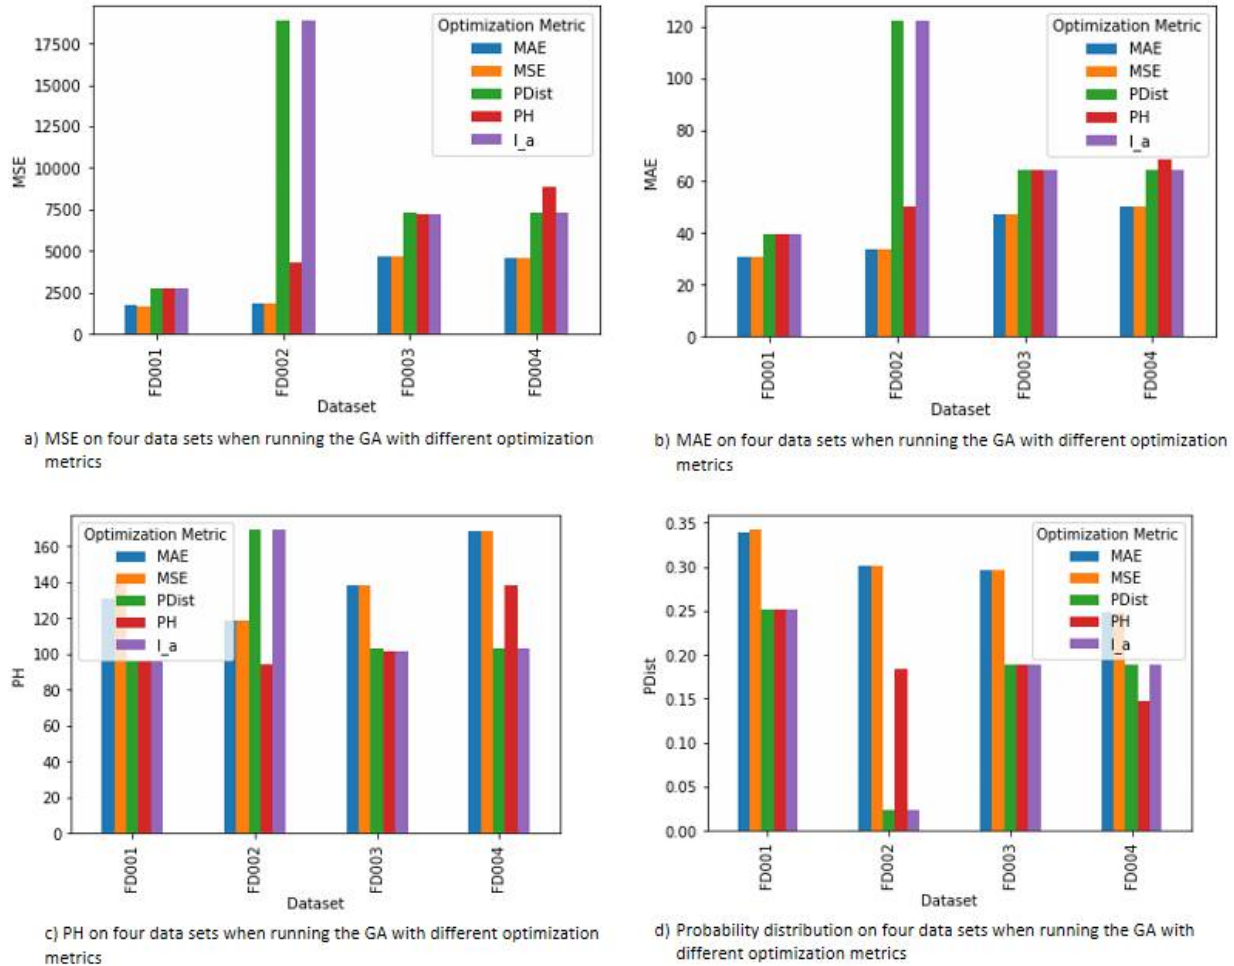 17500
15000
12500
10000
7500
5000
2500
0
MSE
Optimization Metric
MAE
MSE
PDist
PH
I_a
FD001
FD002
FD003
FD004
Dataset
a) MSE on four data sets when running the GA with different optimization
metrics
120
100
80
60
40
20
0
MAE
Optimization Metric
MAE
MSE
PDist
PH
I_a
FD001
FD002
FD003
FD004
Dataset
b) MAE on four data sets when running the GA with different optimization
metrics
160
140
120
100
80
60
40
20
0
PH
Optimization Metric
MAE
MSE
PDist
PH
I_a
FD001
FD002
FD003
FD004
Dataset
c) PH on four data sets when running the GA with different optimization
metrics
0.35
0.30
0.25
0.20
0.15
0.10
0.05
0.00
PDist
Optimization Metric
MAE
MSE
PDist
PH
I_a
FD001
FD002
FD003
FD004
Dataset
d) Probability distribution on four data sets when running the GA with
different optimization metrics